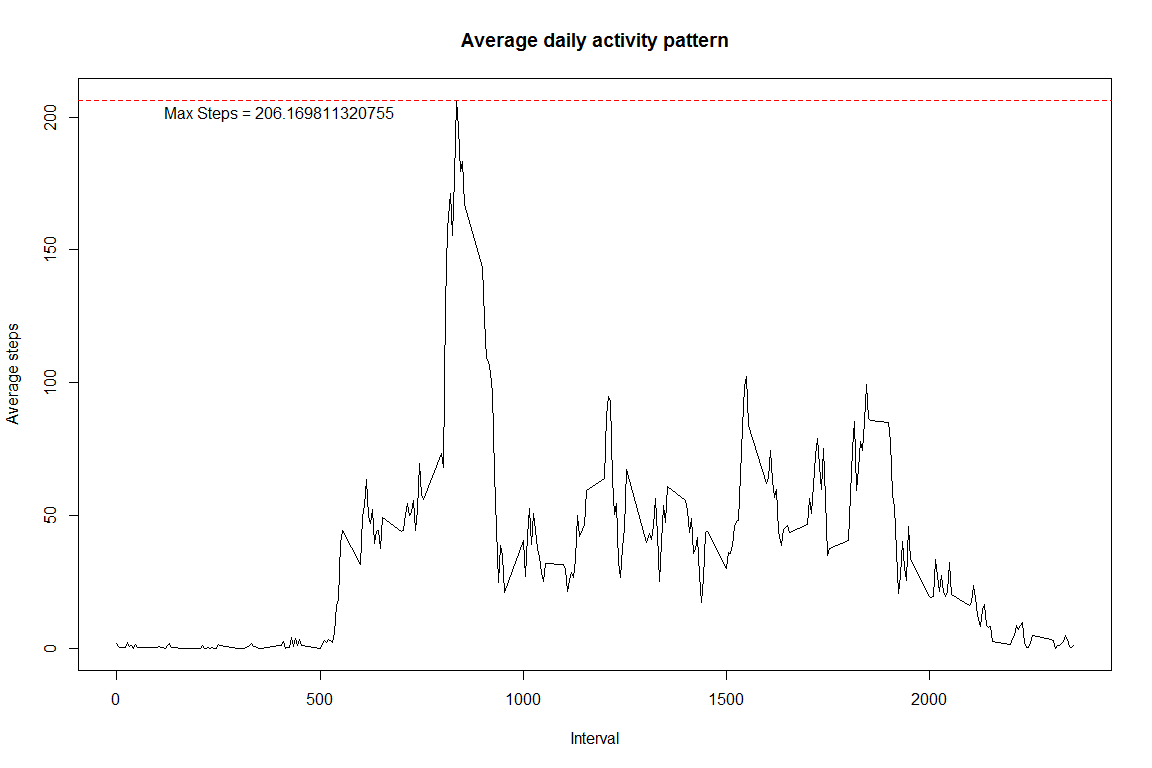 Average daily activity pattern
Max Steps = 206.169811320755
200
150
100
50
0
Average steps
0 500 1000 1500 2000
Interval